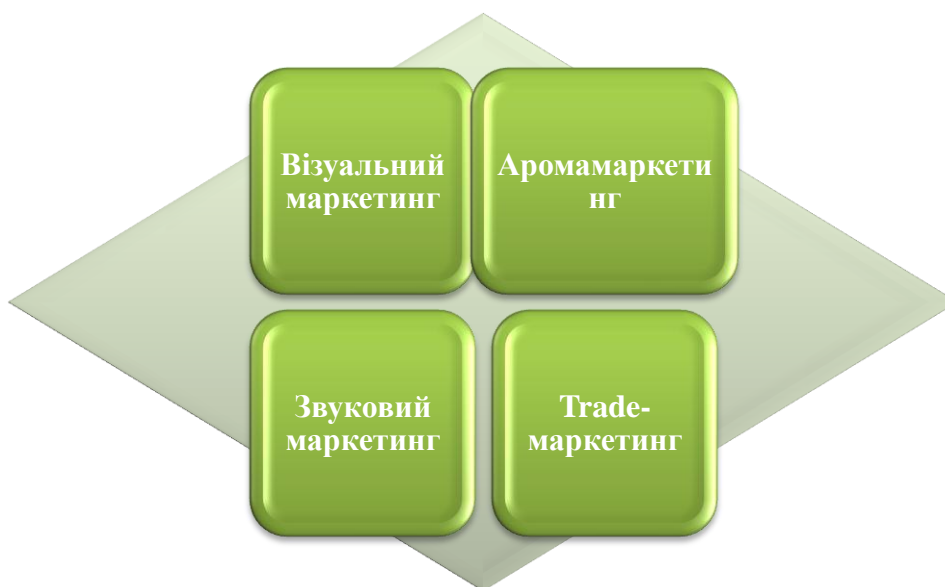 Візуальний
маркетинг
Аромамаркети
нг
Звуковий
маркетинг
Trade-
маркетинг